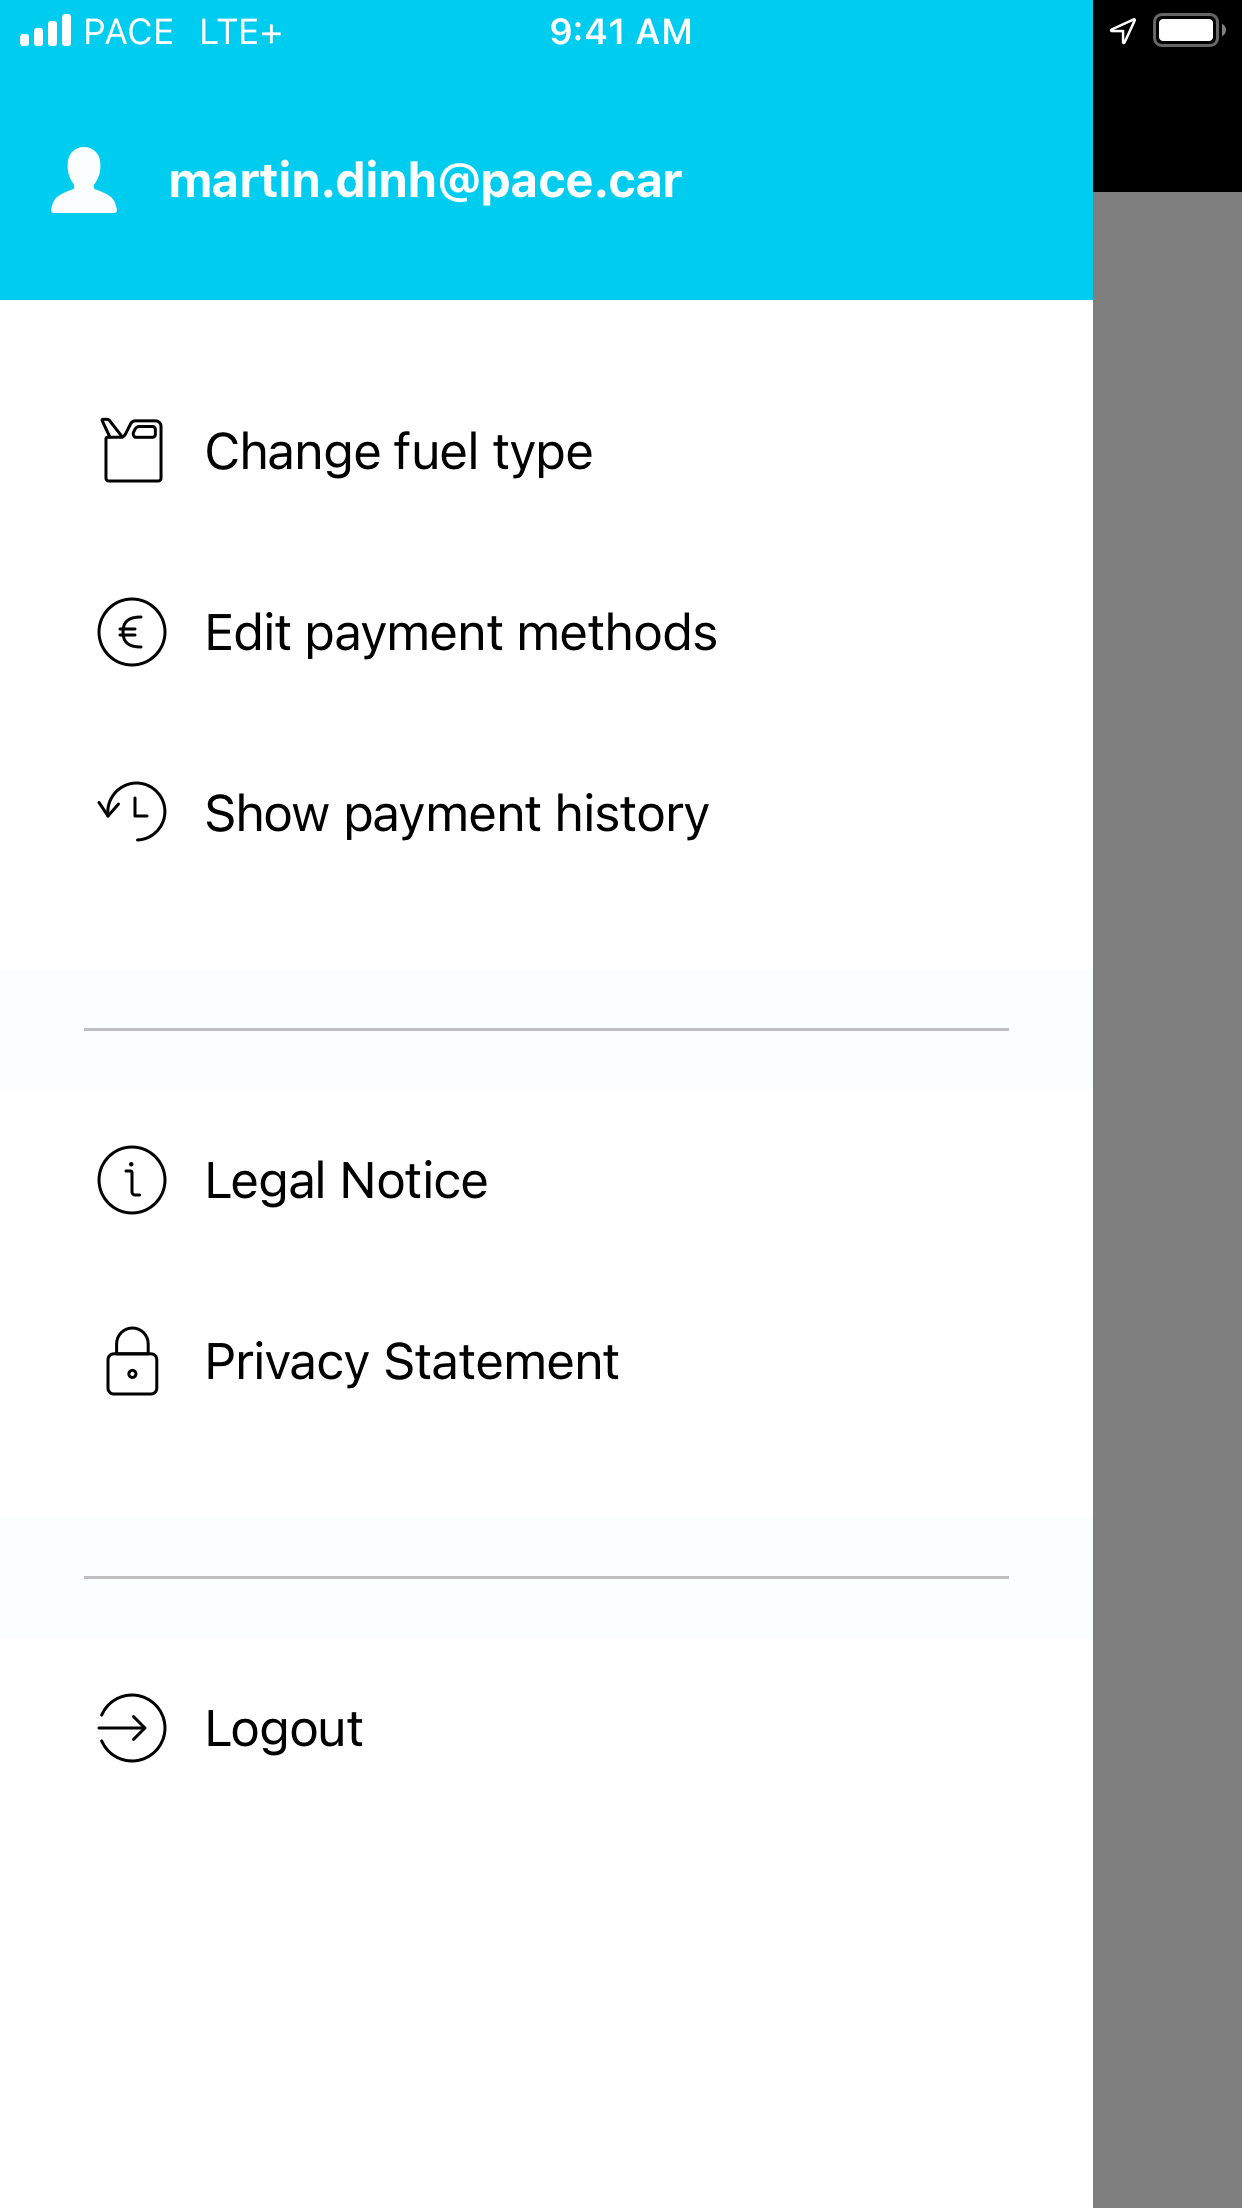 PACE LTE+ 9:41 AM
martin.dinh@pace.car
Change fuel type
Edit payment methods
Show payment history
Legal Notice
Privacy Statement
Logout